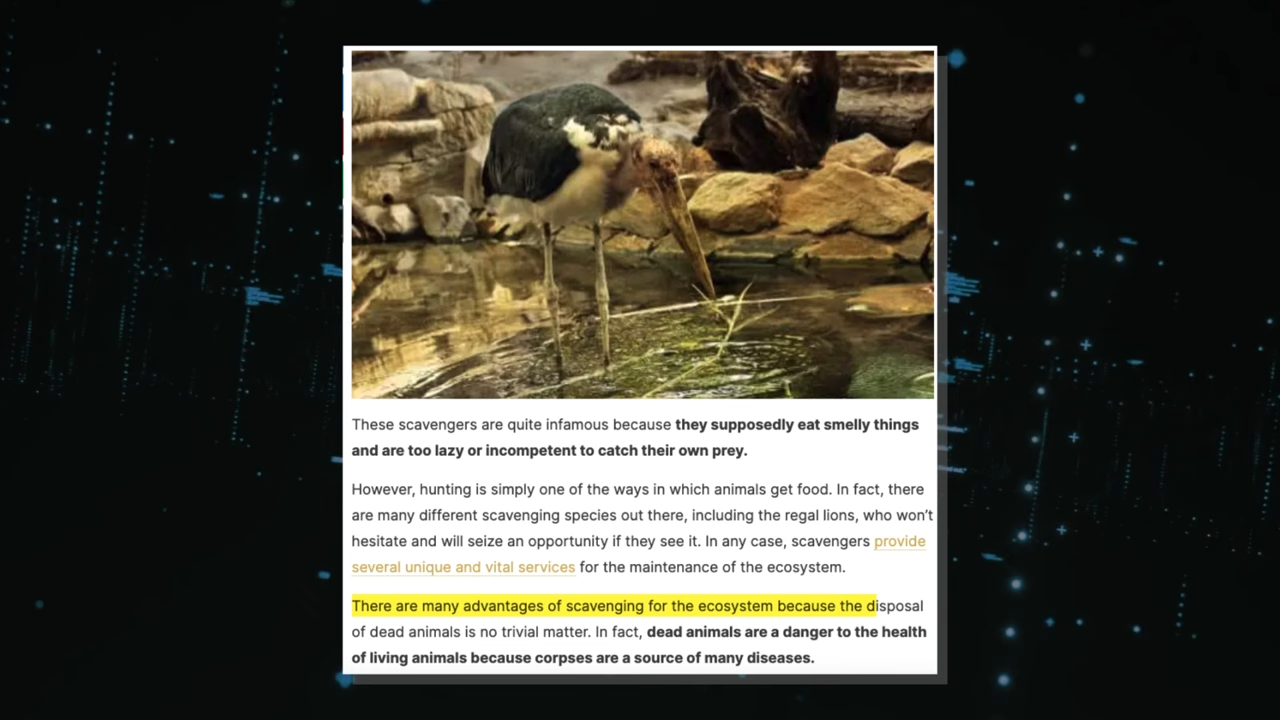 These scavengers are quite infamous because they supposedly eat smelly things
and are too lazy or incompetent to catch their own prey.
However, hunting is simply one of the ways in which animals get food. In fact, there
are many different scavenging species out there, including the regal lions, who won't
hesitate and will seize an opportunity if they see it. In any case, scavengers provide
several unique and vital services for the maintenance of the ecosystem.
There are many advantages of scavenging for the ecosystem because the disposal
of dead animals is no trivial matter. In fact, dead animals are a danger to the health
of living animals because corpses are a source of many diseases.